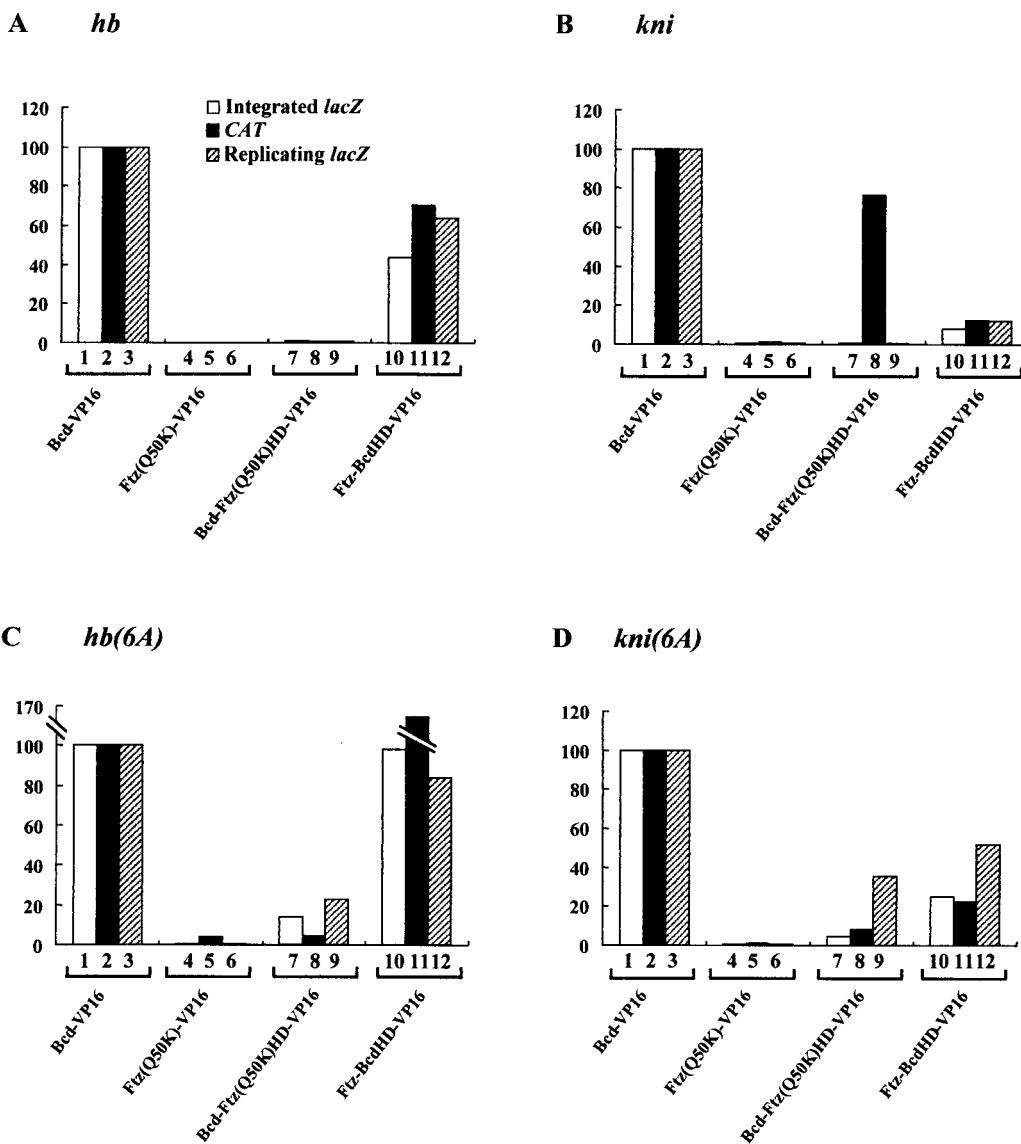 A hb
120
100
80
60
40
20
0
Integrated lacZ
CAT
Replicating lacZ
1 2 3 4 5 6 7 8 9 10 11 12
Bcd-VP16
Ftz(Q50K)-VP16
Bcd-Ftz(Q50K)HD-VP16
Ftz-BcdHD-VP16
B kni
120
100
80
60
40
20
0
1 2 3 4 5 6 7 8 9 10 11 12
Bcd-VP16
Ftz(Q50K)-VP16
Bcd-Ftz(Q50K)HD-VP16
Ftz-BcdHD-VP16
C hb(6A)
170
100
80
60
40
20
0
1 2 3 4 5 6 7 8 9 10 11 12
Bcd-VP16
Ftz(Q50K)-VP16
Bcd-Ftz(Q50K)HD-VP16
Ftz-BcdHD-VP16
D kni(6A)
120
100
80
60
40
20
0
1 2 3 4 5 6 7 8 9 10 11 12
Bcd-VP16
Ftz(Q50K)-VP16
Bcd-Ftz(Q50K)HD-VP16
Ftz-BcdHD-VP16